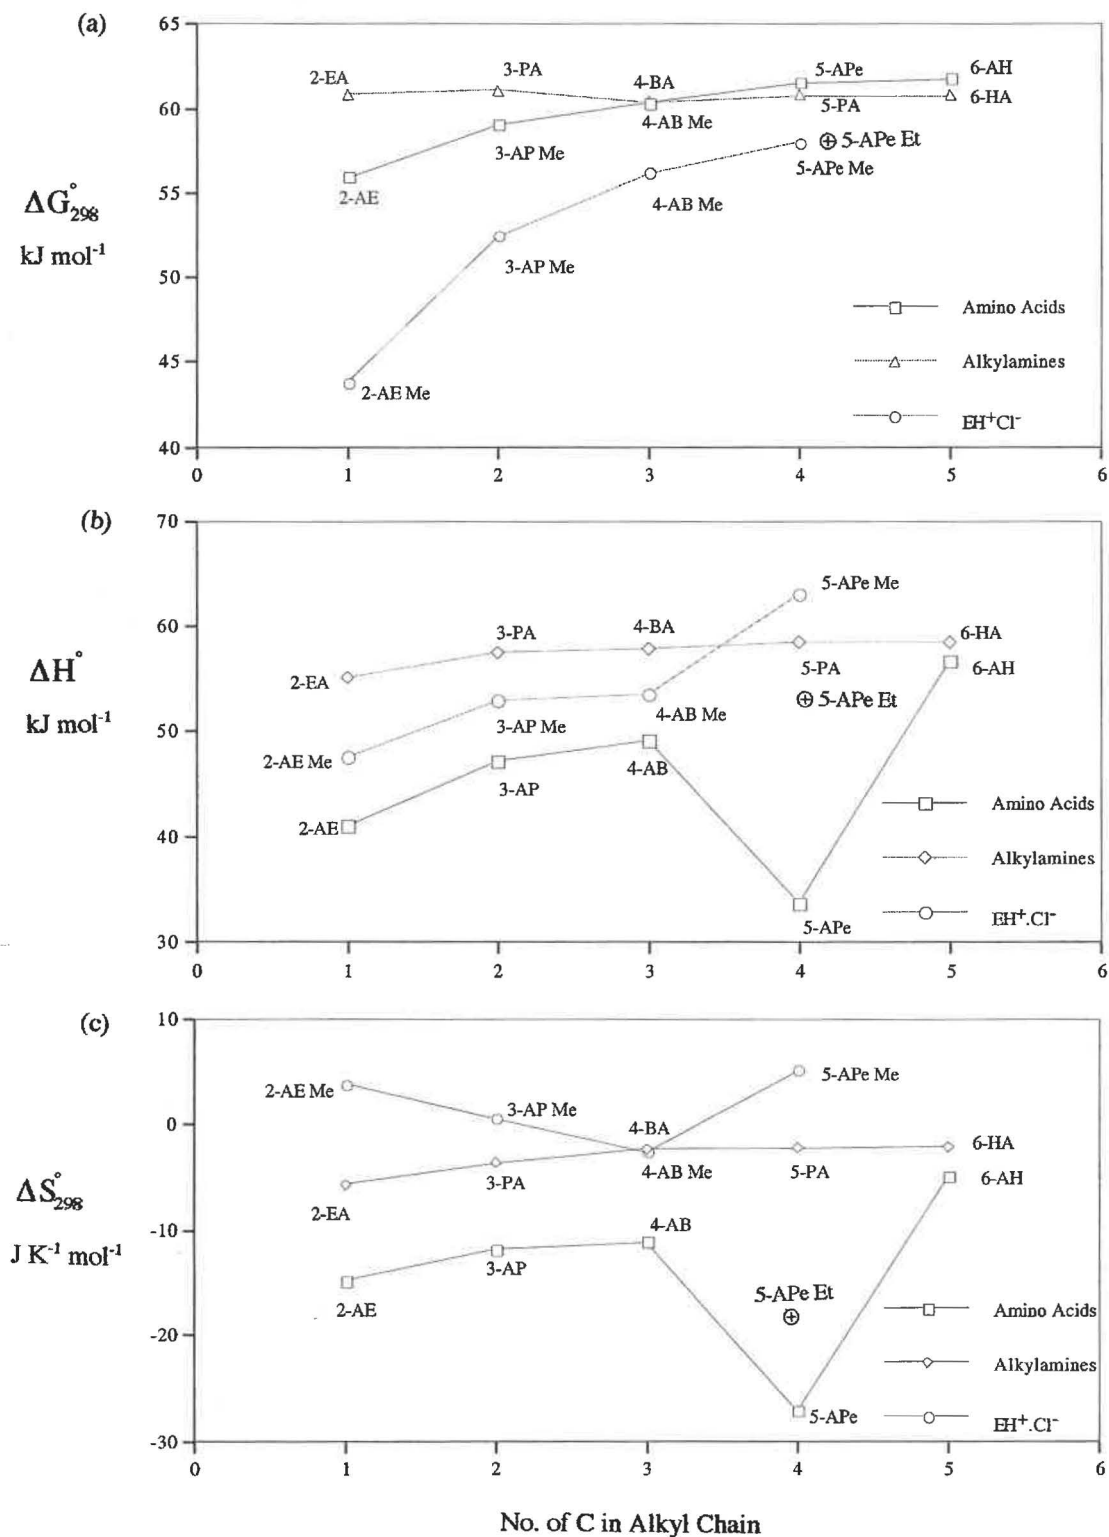 (a)
65
60
55
50
45
40
ΔG°298
kJ mol-1
2-EA
3-PA
4-BA
5-APe
6-AH
6-HA
5-PA
4-AB Me
⊕ 5-APe Et
3-AP Me
5-APe Me
2-AE
4-AB Me
3-AP Me
2-AE Me
Amino Acids
Alkylamines
EH+Cl-
0 1 2 3 4 5 6
(b)
70
60
50
40
30
ΔH°
kJ mol-1
5-APe Me
3-PA
4-BA
6-HA
2-EA
5-PA
6-AH
⊕ 5-APe Et
3-AP Me
4-AB Me
2-AE Me
3-AP
4-AB
2-AE
5-APe
Amino Acids
Alkylamines
EH+.Cl-
0 1 2 3 4 5 6
(c)
10
0
-10
-20
-30
ΔS°298
J K-1 mol-1
2-AE Me
3-AP Me
4-BA
5-APe Me
6-HA
2-EA
3-PA
4-AB Me
5-PA
6-AH
4-AB
3-AP
2-AE
5-APe Et
⊕
5-APe
Amino Acids
Alkylamines
EH+.Cl-
0 1 2 3 4 5 6
No. of C in Alkyl Chain